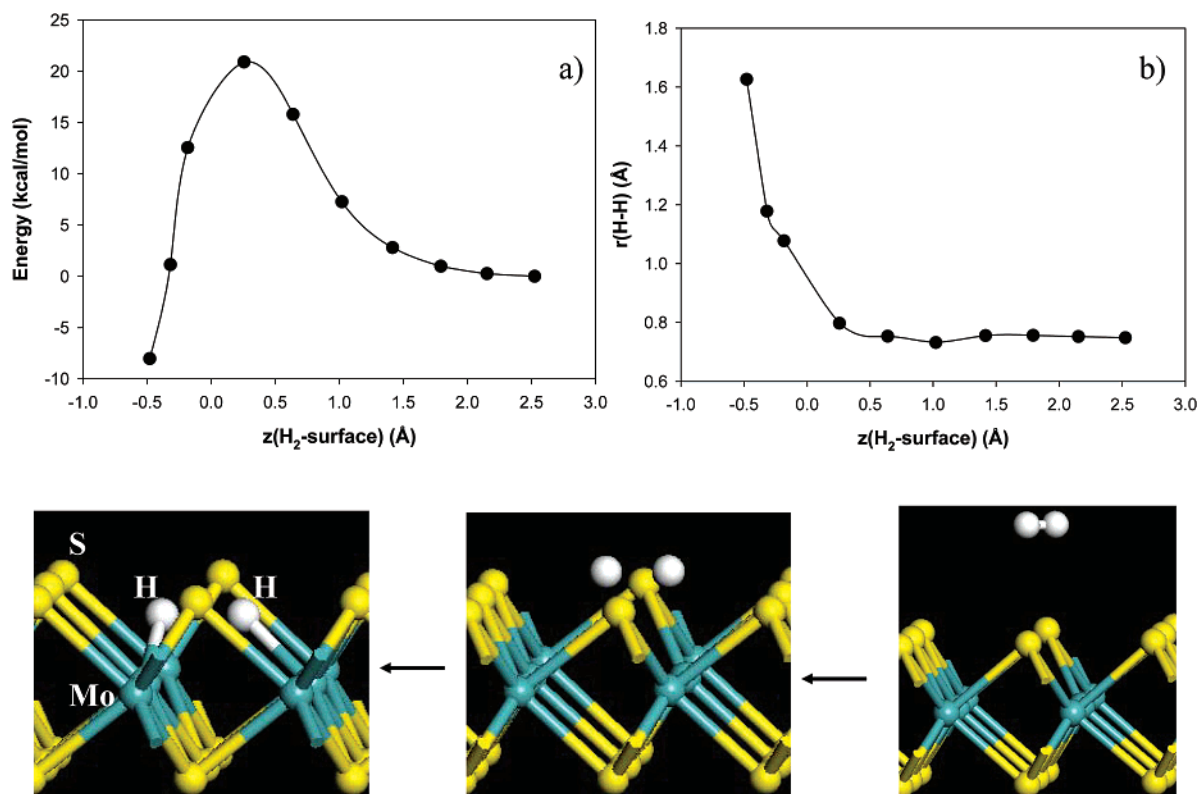 a)
Energy (kcal/mol)
25
20
15
10
5
0
-5
-10
-1.0 -0.5 0.0 0.5 1.0 1.5 2.0 2.5 3.0
z(H₂-surface) (Å)
b)
r(H-H) (Å)
1.8
1.6
1.4
1.2
1.0
0.8
0.6
-1.0 -0.5 0.0 0.5 1.0 1.5 2.0 2.5 3.0
z(H₂-surface) (Å)
S
H H
Mo